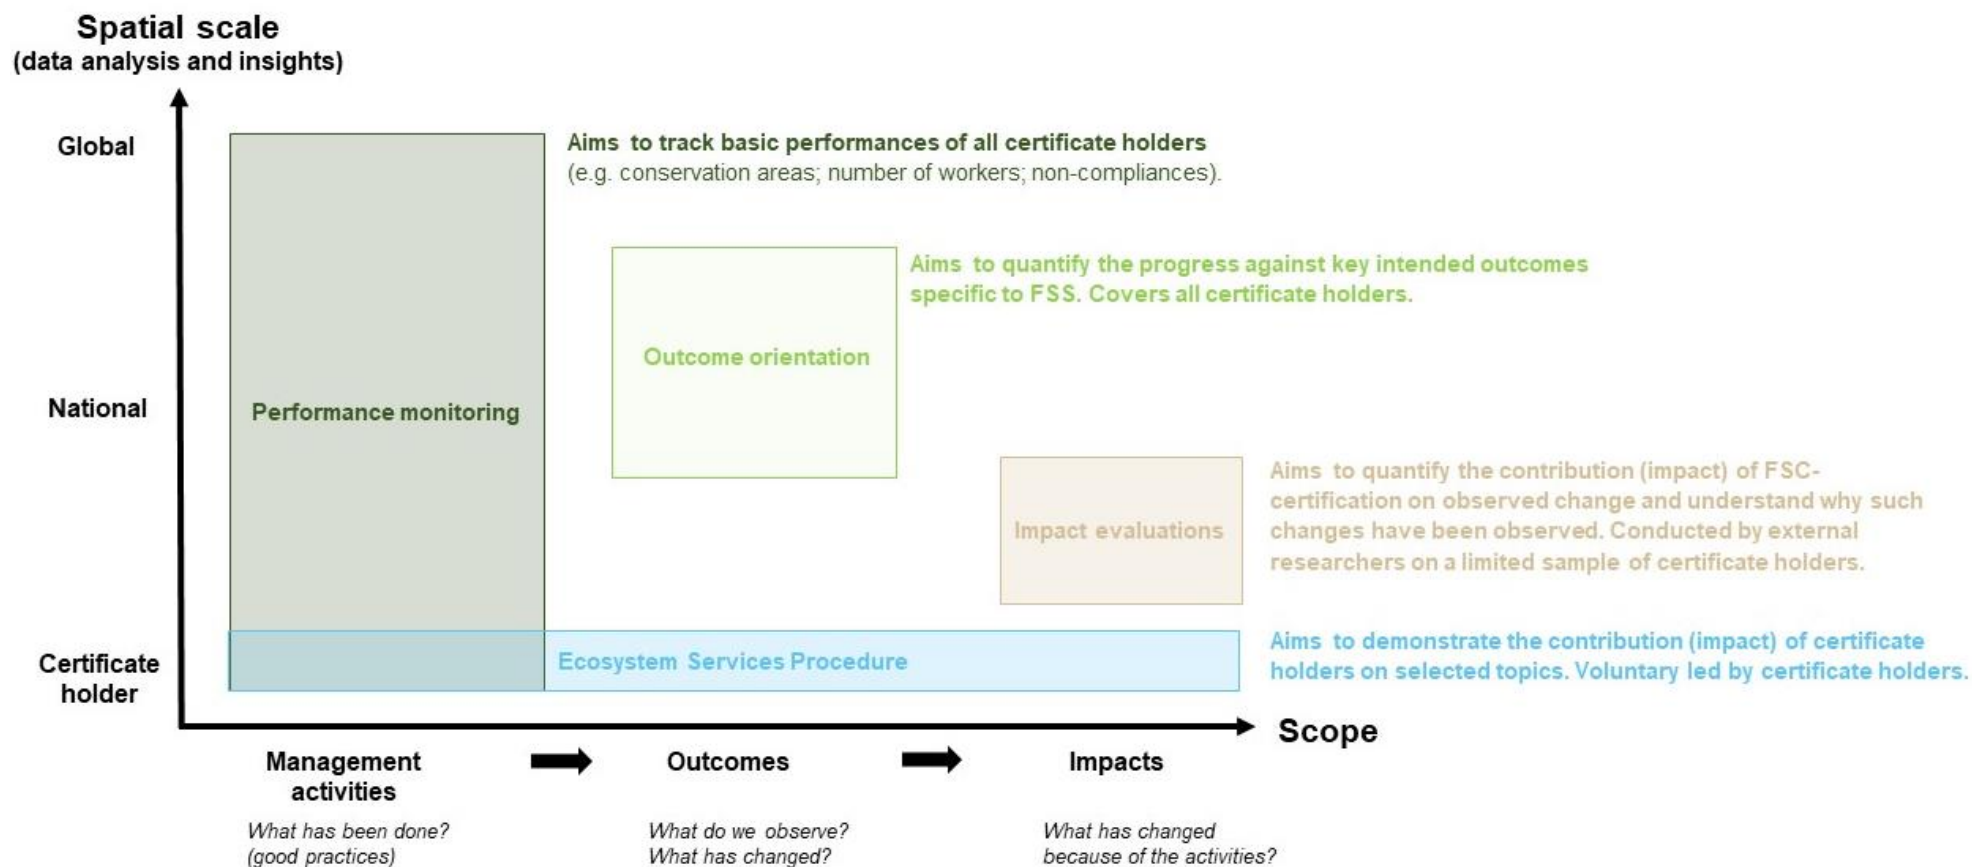 Spatial scale
(data analysis and insights)
Global
Aims to track basic performances of all certificate holders
(e.g. conservation areas; number of workers; non-compliances).
Aims to quantify the progress against key intended outcomes
specific to FSS. Covers all certificate holders.
Outcome orientation
National
Performance monitoring
Aims to quantify the contribution (impact) of FSC-
certification on observed change and understand why such
changes have been observed. Conducted by external
researchers on a limited sample of certificate holders.
Impact evaluations
Certificate
holder
Ecosystem Services Procedure
Aims to demonstrate the contribution (impact) of certificate
holders on selected topics. Voluntary led by certificate holders.
Scope
Management
activities
Outcomes
Impacts
What has been done?
(good practices)
What do we observe?
What has changed?
What has changed
because of the activities?